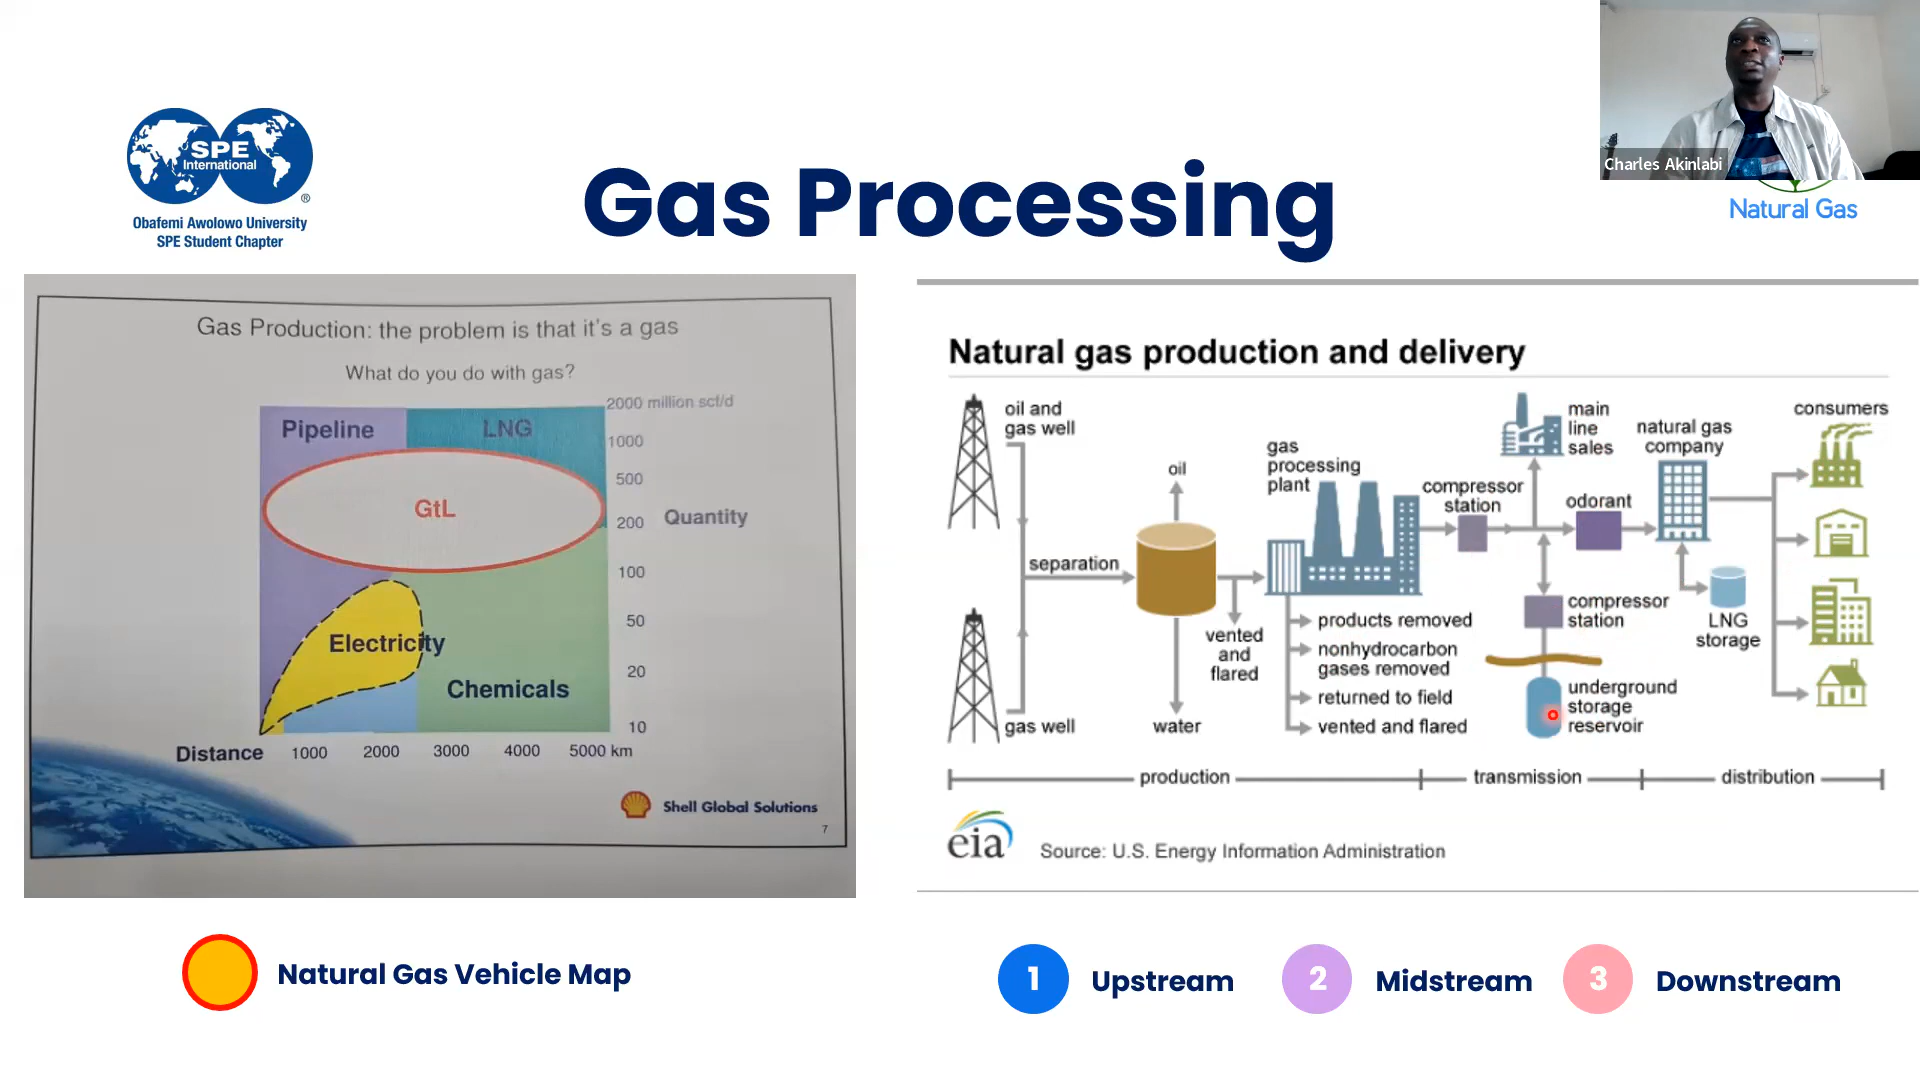 Charles Akinlabi
Natural Gas
SPE
International
®
Obafemi Awolowo University
SPE Student Chapter
Gas Processing
Gas Production: the problem is that it's a gas
What do you do with gas?
Pipeline
LNG
GtL
Electricity
Chemicals
2000 million scf/d
1000
500
200 Quantity
100
50
20
10
Distance 1000 2000 3000 4000 5000 km
Shell Global Solutions
7
Natural Gas Vehicle Map
Natural gas production and delivery
oil and
gas well
gas well
separation
oil
water
vented
and
flared
gas
processing
plant
products removed
nonhydrocarbon
gases removed
returned to field
vented and flared
compressor
station
main
line
sales
odorant
compressor
station
underground
storage
reservoir
natural gas
company
LNG
storage
consumers
production transmission distribution
eia
Source: U.S. Energy Information Administration
1 Upstream 2 Midstream 3 Downstream